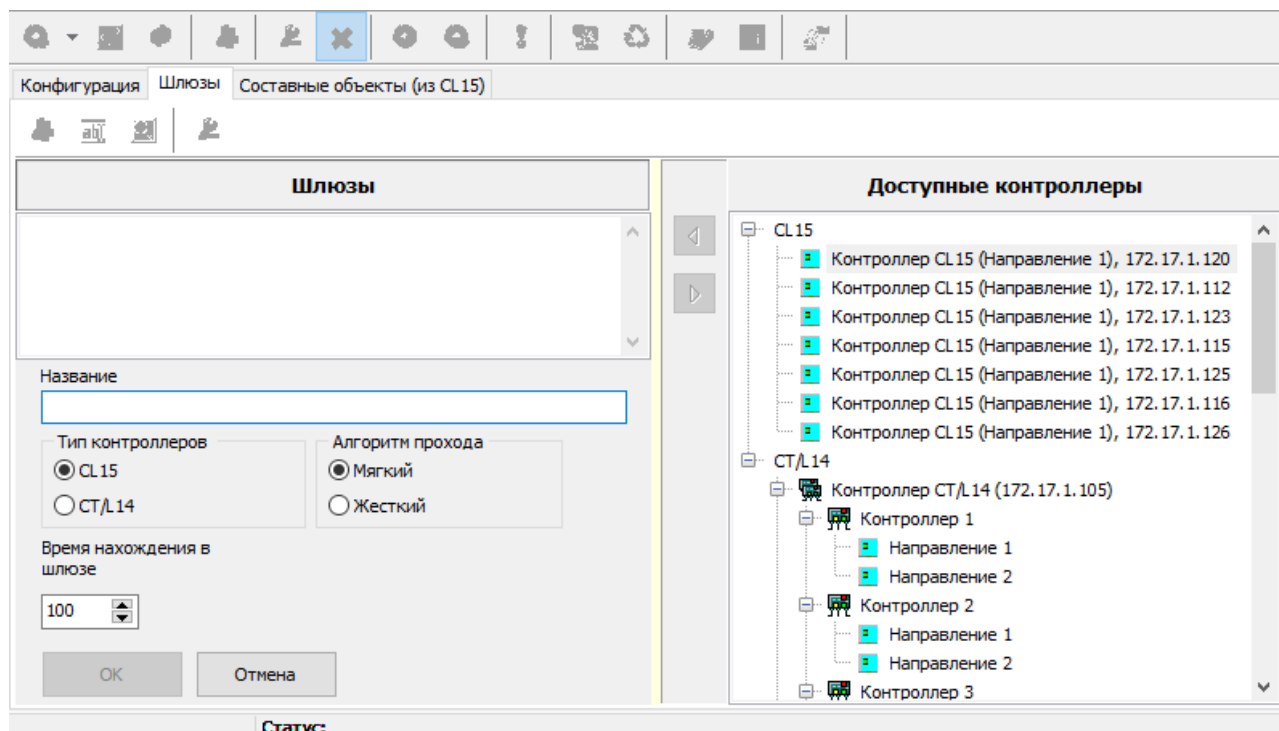 Конфигурация Шлюзы Составные объекты (из CL15)
Шлюзы
Доступные контроллеры
CL15
Контроллер CL15 (Направление 1), 172.17.1.120
Контроллер CL15 (Направление 1), 172.17.1.112
Контроллер CL15 (Направление 1), 172.17.1.123
Контроллер CL15 (Направление 1), 172.17.1.115
Контроллер CL15 (Направление 1), 172.17.1.125
Контроллер CL15 (Направление 1), 172.17.1.116
Контроллер CL15 (Направление 1), 172.17.1.126
CT/L14
Контроллер CT/L14 (172.17.1.105)
Контроллер 1
Направление 1
Направление 2
Контроллер 2
Направление 1
Направление 2
Контроллер 3
Название
Тип контроллеров
CL15
CT/L14
Алгоритм прохода
Мягкий
Жесткий
Время нахождения в
шлюзе
100
OK
Отмена
Статус: